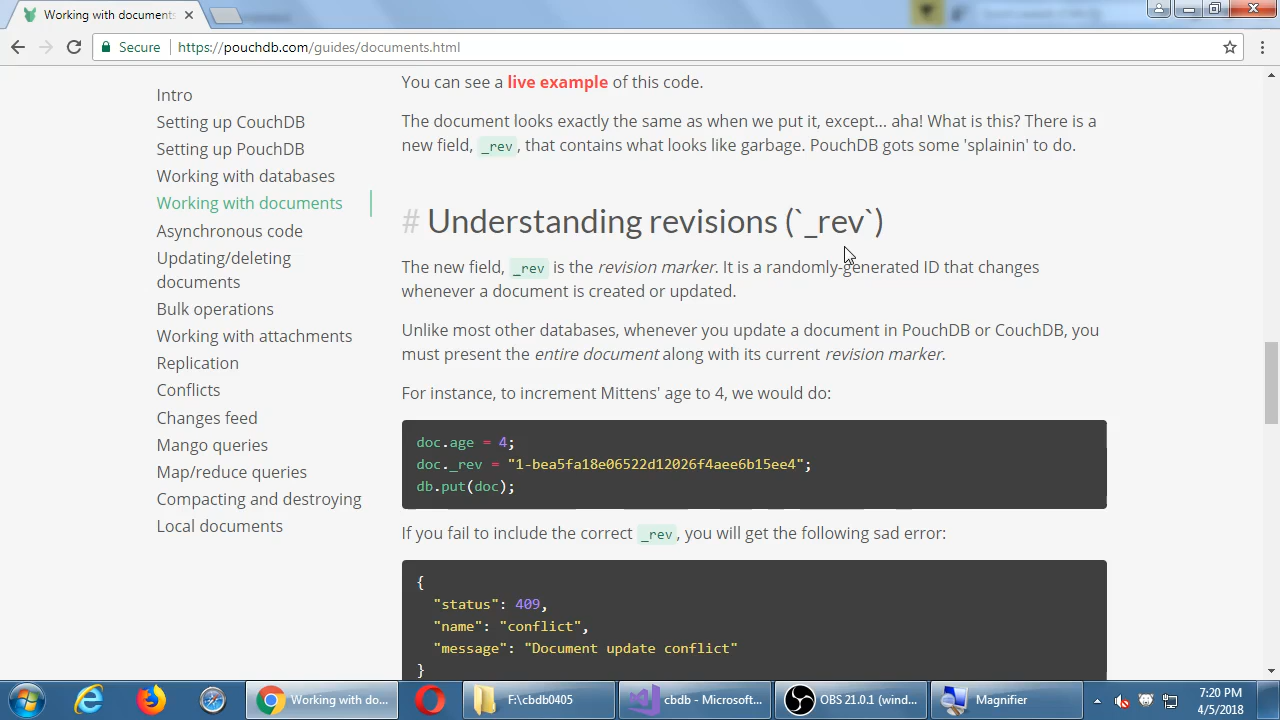 Working with documents
Secure
https://pouchdb.com/guides/documents.html
Intro
Setting up CouchDB
Setting up PouchDB
Working with databases
Working with documents
Asynchronous code
Updating/deleting
documents
Bulk operations
Working with attachments
Replication
Conflicts
Changes feed
Mango queries
Map/reduce queries
Compacting and destroying
Local documents
You can see a live example of this code.
The document looks exactly the same as when we put it, except... aha! What is this? There is a
new field, _rev, that contains what looks like garbage. PouchDB gots some 'splainin' to do.
# Understanding revisions (`_rev`)
The new field, _rev is the revision marker. It is a randomly-generated ID that changes
whenever a document is created or updated.
Unlike most other databases, whenever you update a document in PouchDB or CouchDB, you
must present the entire document along with its current revision marker.
For instance, to increment Mittens' age to 4, we would do:
doc.age = 4;
doc._rev = "1-bea5fa18e06522d12026f4aee6b15ee4";
db.put(doc);
If you fail to include the correct _rev, you will get the following sad error:
{
"status": 409,
"name": "conflict",
"message": "Document update conflict"
}
Working with do...
F:\cbdb0405
cbdb - Microsoft...
OBS 21.0.1 (wind...
Magnifier
7:20 PM
4/5/2018